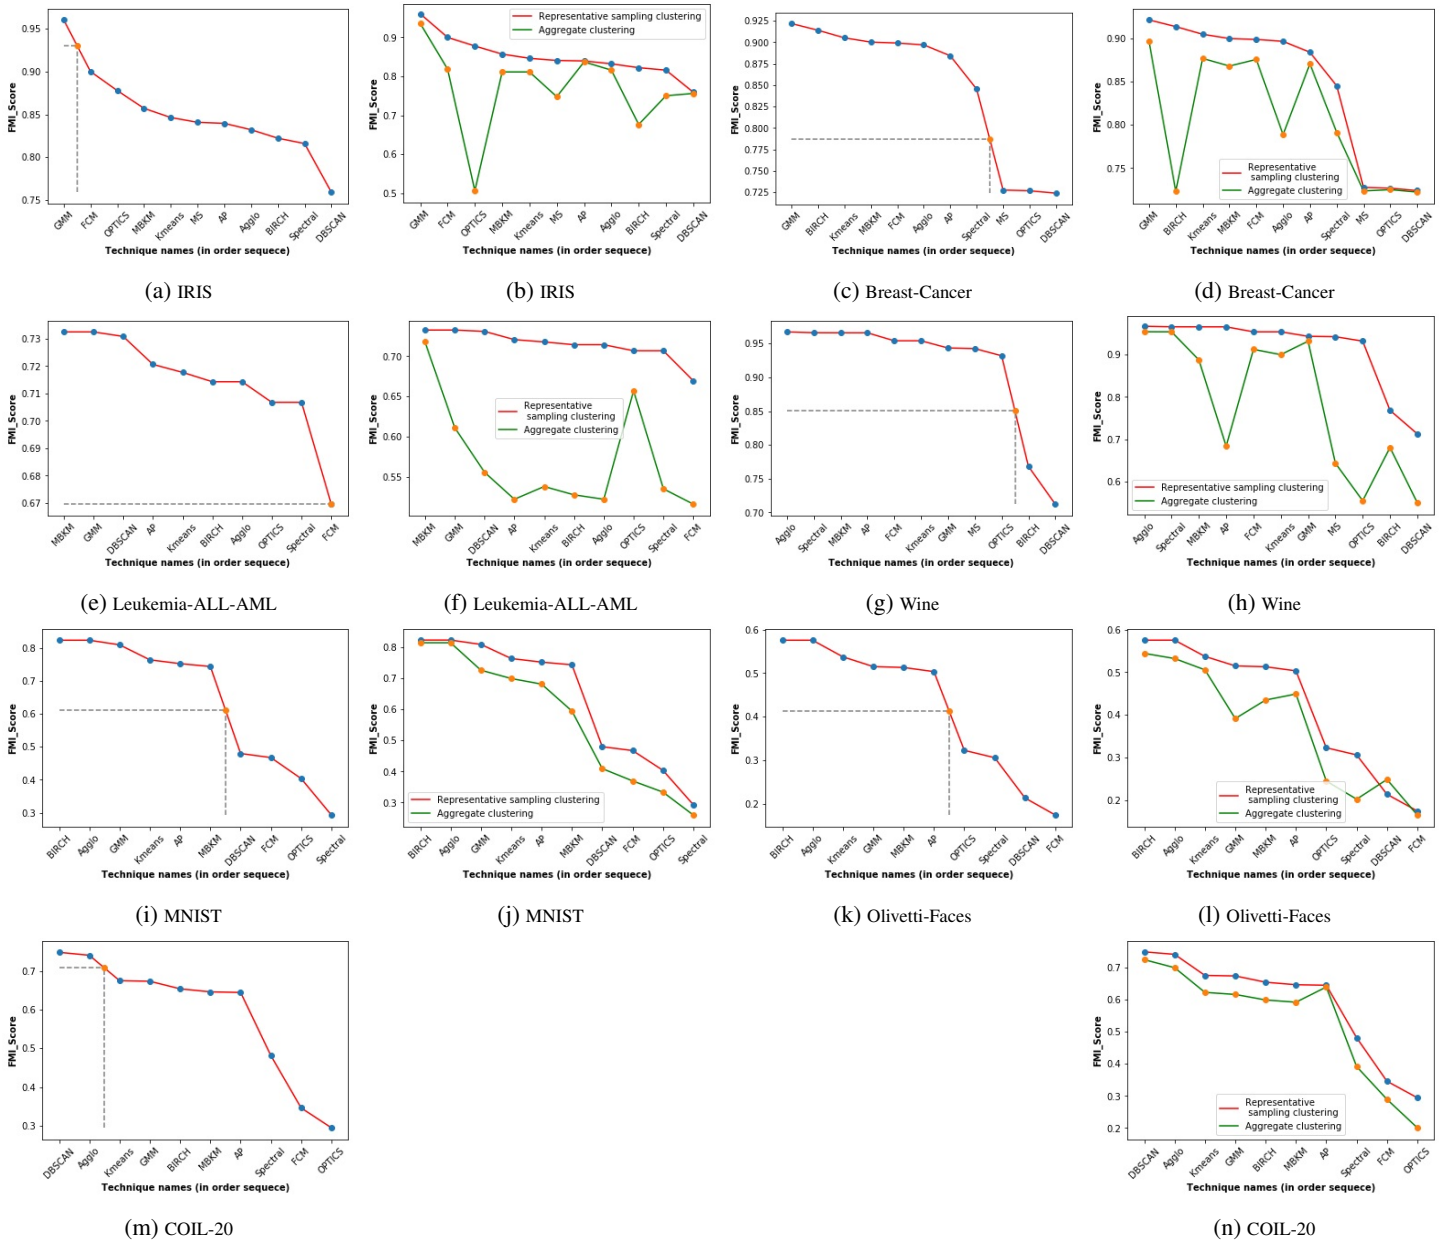 FMI_Score
0.95
0.90
0.85
0.80
0.75
GMM FCM OPTICS MBKM Kmeans MS AP Agglo BIRCH Spectral DBSCAN
Technique names (in order sequece)
(a) IRIS
FMI_Score
0.9
0.8
0.7
0.6
0.5
Representative sampling clustering
Aggregate clustering
GMM FCM OPTICS MBKM Kmeans MS AP Agglo BIRCH Spectral DBSCAN
Technique names (in order sequece)
(b) IRIS
FMI_Score
0.925
0.900
0.875
0.850
0.825
0.800
0.775
0.750
0.725
GMM BIRCH Kmeans MBKM FCM Agglo AP Spectral MS OPTICS DBSCAN
Technique names (in order sequece)
(c) Breast-Cancer
FMI_Score
0.90
0.85
0.80
0.75
Representative
sampling clustering
Aggregate clustering
GMM BIRCH Kmeans MBKM FCM Agglo AP Spectral MS OPTICS DBSCAN
Technique names (in order sequece)
(d) Breast-Cancer
FMI_Score
0.73
0.72
0.71
0.70
0.69
0.68
0.67
MBKM GMM DBSCAN AP Kmeans BIRCH Agglo OPTICS Spectral FCM
Technique names (in order sequece)
(e) Leukemia-ALL-AML
FMI_Score
0.70
0.65
0.60
0.55
Representative
sampling clustering
Aggregate clustering
MBKM GMM DBSCAN AP Kmeans BIRCH Agglo OPTICS Spectral FCM
Technique names (in order sequece)
(f) Leukemia-ALL-AML
FMI_Score
0.95
0.90
0.85
0.80
0.75
0.70
Agglo Spectral MBKM AP FCM Kmeans GMM MS OPTICS BIRCH DBSCAN
Technique names (in order sequece)
(g) Wine
FMI_Score
0.9
0.8
0.7
0.6
Representative sampling clustering
Aggregate clustering
Agglo Spectral MBKM AP FCM Kmeans GMM MS OPTICS BIRCH DBSCAN
Technique names (in order sequece)
(h) Wine
FMI_Score
0.8
0.7
0.6
0.5
0.4
0.3
BIRCH Agglo GMM Kmeans AP MBKM DBSCAN FCM OPTICS Spectral
Technique names (in order sequece)
(i) MNIST
FMI_Score
0.8
0.7
0.6
0.5
0.4
0.3
Representative sampling clustering
Aggregate clustering
BIRCH Agglo GMM Kmeans AP MBKM DBSCAN FCM OPTICS Spectral
Technique names (in order sequece)
(j) MNIST
FMI_Score
0.6
0.5
0.4
0.3
0.2
BIRCH Agglo Kmeans GMM MBKM AP OPTICS Spectral DBSCAN FCM
Technique names (in order sequece)
(k) Olivetti-Faces
FMI_Score
0.6
0.5
0.4
0.3
0.2
Representative
sampling clustering
Aggregate clustering
BIRCH Agglo Kmeans GMM MBKM AP OPTICS Spectral DBSCAN FCM
Technique names (in order sequece)
(l) Olivetti-Faces
FMI_Score
0.7
0.6
0.5
0.4
0.3
DBSCAN Agglo Kmeans GMM BIRCH MBKM AP Spectral FCM OPTICS
Technique names (in order sequece)
(m) COIL-20
FMI_Score
0.7
0.6
0.5
0.4
0.3
0.2
Representative
sampling clustering
Aggregate clustering
DBSCAN Agglo Kmeans GMM BIRCH MBKM AP Spectral FCM OPTICS
Technique names (in order sequece)
(n) COIL-20